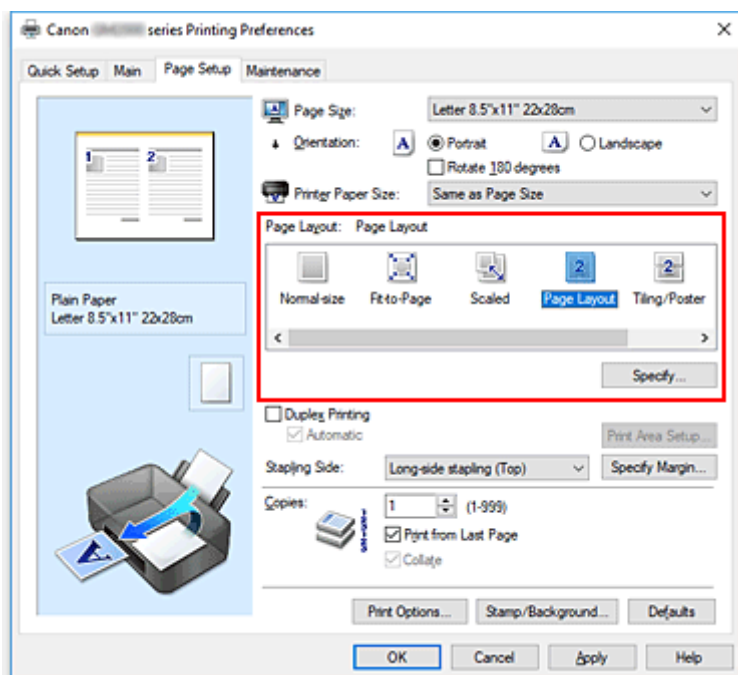 Canon series Printing Preferences
Quick Setup Main Page Setup Maintenance
Page Size: Letter 8.5"x11" 22x28cm
Orientation: A Portrait A Landscape
Rotate 180 degrees
Printer Paper Size: Same as Page Size
Page Layout: Page Layout
1 2
2 2
Normal-size Fit-to-Page Scaled Page Layout Tiling/Poster
Plain Paper
Letter 8.5"x11" 22x28cm
Specify...
Duplex Printing
Automatic Print Area Setup...
Stapling Side: Long-side stapling (Top) Specify Margin...
Copies: 1 (1-999)
Print from Last Page
Collate
A
Print Options... Stamp/Background... Defaults
OK Cancel Apply Help